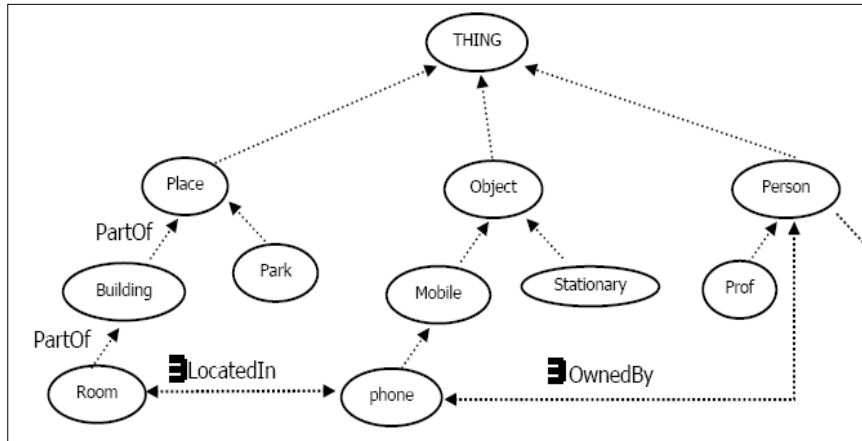 THING
Place
Object
Person
PartOf
Building
Park
Mobile
Stationary
Prof
PartOf
Room
∃LocatedIn
phone
∃OwnedBy